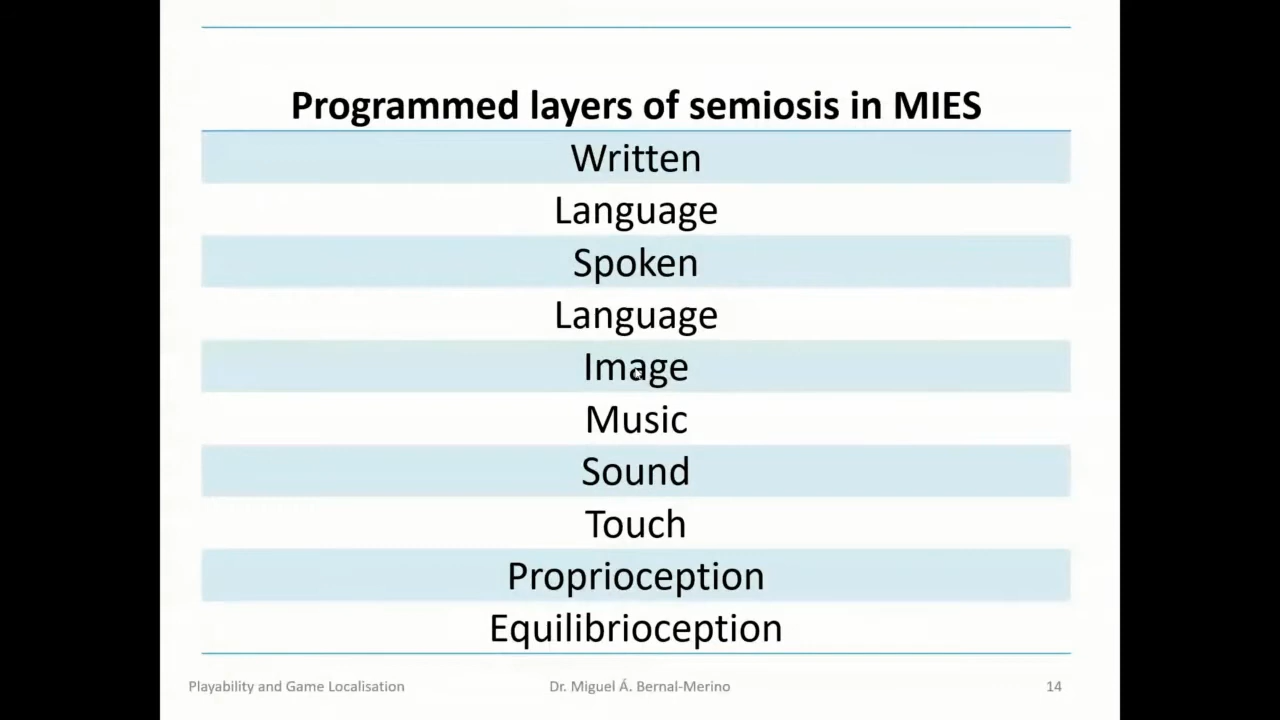 Programmed layers of semiosis in MIES
Written
Language
Spoken
Language
Image
Music
Sound
Touch
Proprioception
Equilibrioception
Playability and Game Localisation
Dr. Miguel Á. Bernal-Merino
14